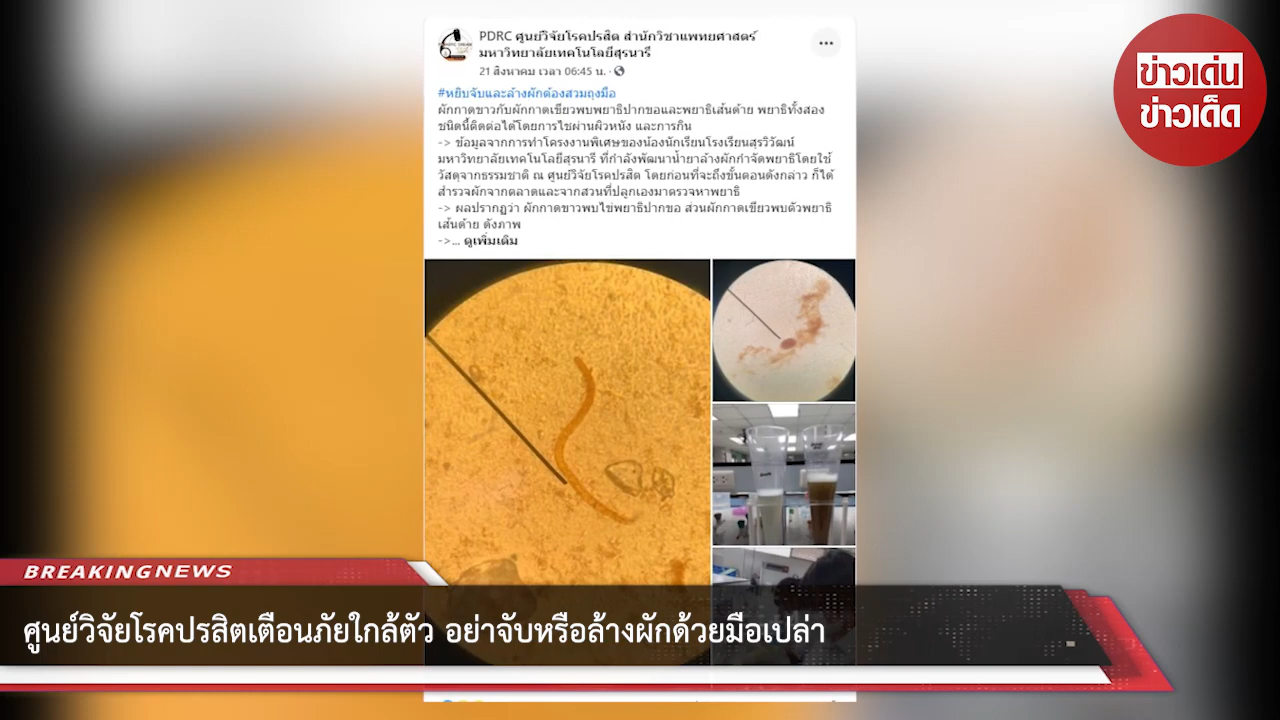 PDRC ศูนย์วิจัยโรคปรสิต สำนักวิชาแพทยศาสตร์
มหาวิทยาลัยเทคโนโลยีสุรนารี
21 สิงหาคม เวลา 06:45 น. ·
#หยิบจับและล้างผักต้องสวมถุงมือ
ผักกาดขาวกับผักกาดเขียวพบพยาธิปากขอและพยาธิเส้นด้าย พยาธิทั้งสอง
ชนิดนี้ติดต่อได้โดยการไชผ่านผิวหนัง และการกิน
-> ข้อมูลจากการทำโครงงานพิเศษของน้องนักเรียนโรงเรียนสุรวิวัฒน์
มหาวิทยาลัยเทคโนโลยีสุรนารี ที่กำลังพัฒนาน้ำยาล้างผักกำจัดพยาธิโดยใช้
วัสดุจากธรรมชาติ ณ ศูนย์วิจัยโรคปรสิต โดยก่อนที่จะถึงขั้นตอนดังกล่าว ก็ได้
สำรวจผักจากตลาดและจากสวนที่ปลูกเองมาตรวจหาพยาธิ
-> ผลปรากฏว่า ผักกาดขาวพบไข่พยาธิปากขอ ส่วนผักกาดเขียวพบตัวพยาธิ
เส้นด้าย ดังภาพ
->... ดูเพิ่มเติม
ข่าวเด่น
ข่าวเด็ด
BREAKINGNEWS
ศูนย์วิจัยโรคปรสิตเตือนภัยใกล้ตัว อย่าจับหรือล้างผักด้วยมือเปล่า